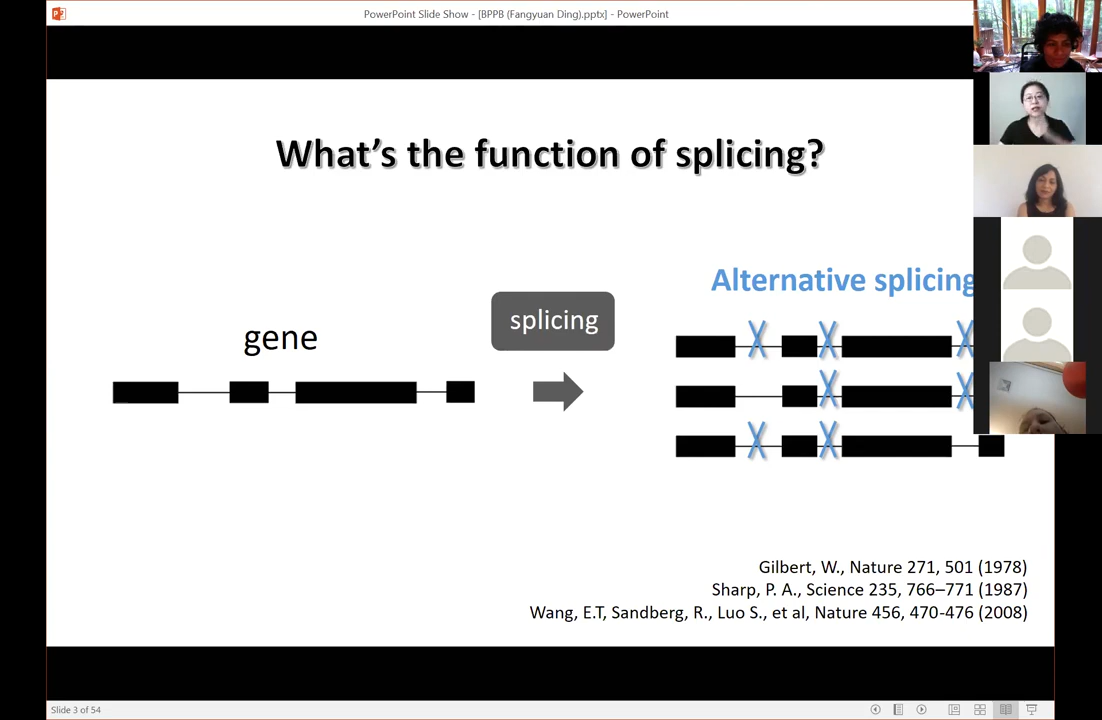 PowerPoint Slide Show - [BPPB (Fangyuan Ding).pptx] - PowerPoint
What's the function of splicing?
Alternative splicing
splicing
gene
Gilbert, W., Nature 271, 501 (1978)
Sharp, P. A., Science 235, 766–771 (1987)
Wang, E.T, Sandberg, R., Luo S., et al, Nature 456, 470-476 (2008)
Slide 3 of 54